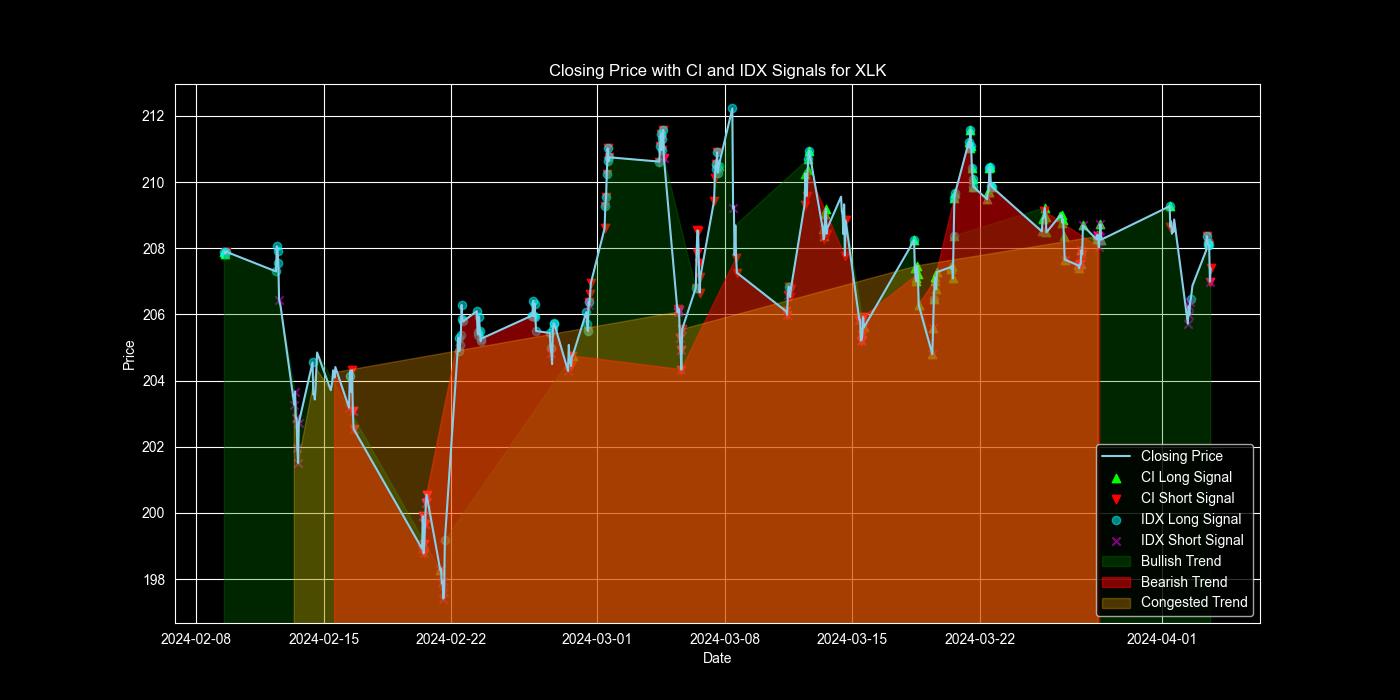 Closing Price with CI and IDX Signals for XLK
212
210
208
206
204
202
200
198
Price
2024-02-08
2024-02-15
2024-02-22
2024-03-01
2024-03-08
2024-03-15
2024-03-22
2024-04-01
Date
Closing Price
CI Long Signal
CI Short Signal
IDX Long Signal
IDX Short Signal
Bullish Trend
Bearish Trend
Congested Trend